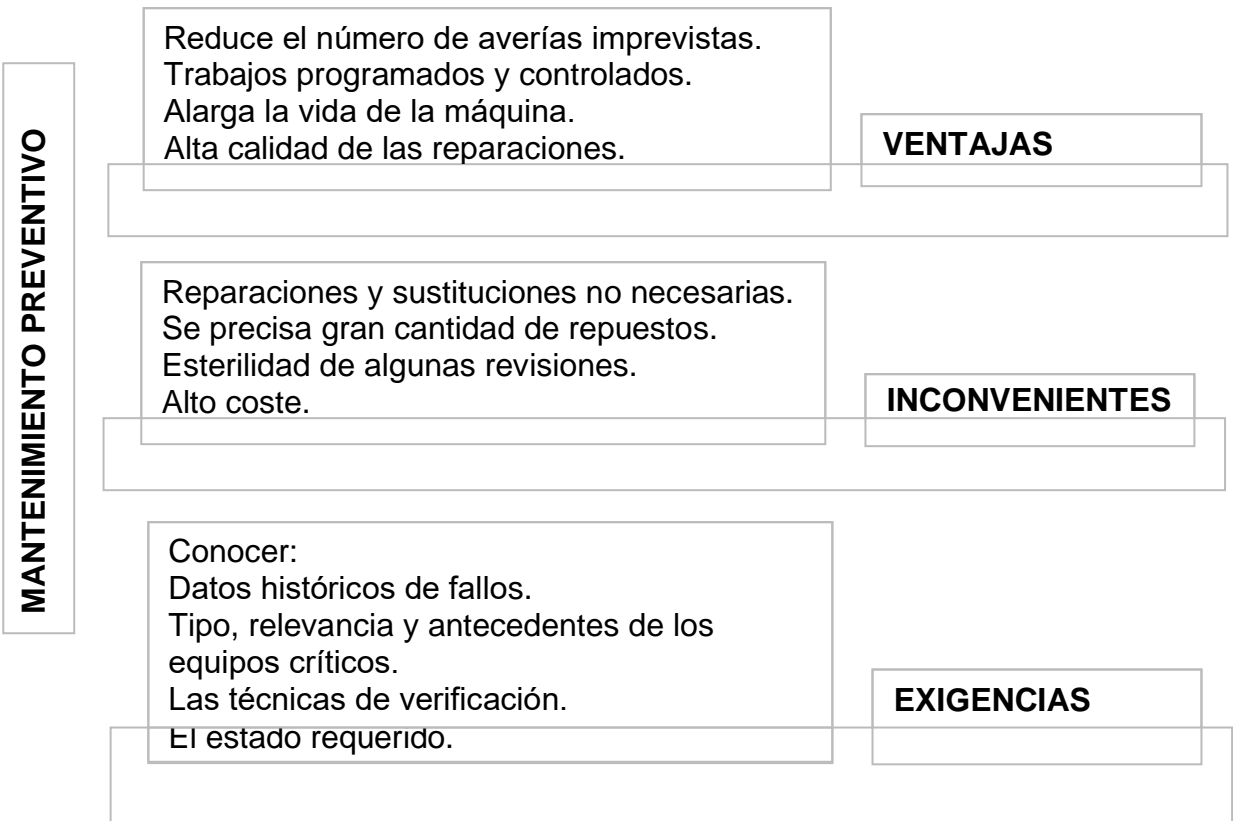 MANTENIMIENTO PREVENTIVO
Reduce el número de averías imprevistas.
Trabajos programados y controlados.
Alarga la vida de la máquina.
Alta calidad de las reparaciones.
VENTAJAS
Reparaciones y sustituciones no necesarias.
Se precisa gran cantidad de repuestos.
Esterilidad de algunas revisiones.
Alto coste.
INCONVENIENTES
Conocer:
Datos históricos de fallos.
Tipo, relevancia y antecedentes de los
equipos críticos.
Las técnicas de verificación.
El estado requerido.
EXIGENCIAS